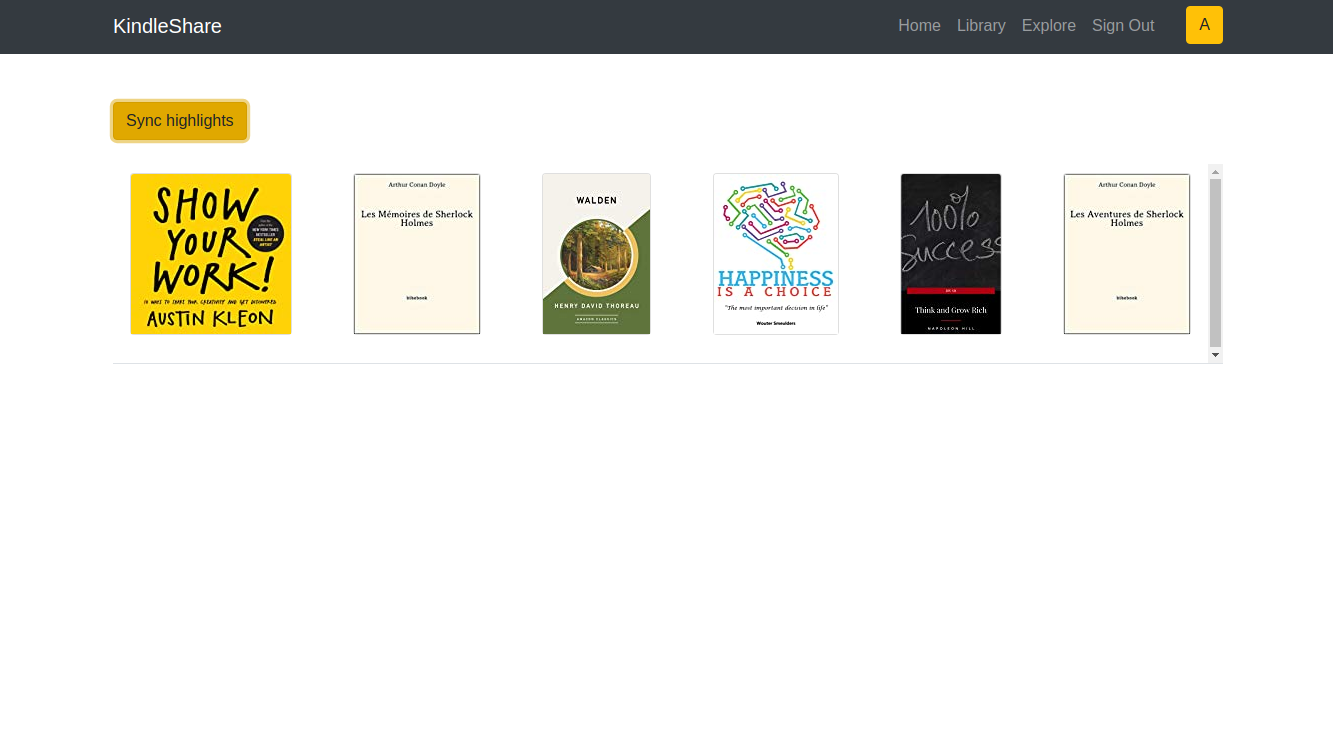 KindleShare
Home Library Explore Sign Out A
Sync highlights
SHOW
YOUR
WORK!
NEW YORK TIMES
BESTSELLER
STEAL LIKE AN
ARTIST
10 WAYS TO SHARE YOUR CREATIVITY AND GET DISCOVERED
AUSTIN KLEON
Arthur Conan Doyle
Les Mémoires de Sherlock
Holmes
bibebook
WALDEN
HENRY DAVID THOREAU
AMAZON CLASSICS
HAPPINESS
IS A CHOICE
"The most important decision in life"
Wouter Smeulders
100%
Success
Think and Grow Rich
NAPOLEON HILL
Arthur Conan Doyle
Les Aventures de Sherlock
Holmes
bibebook